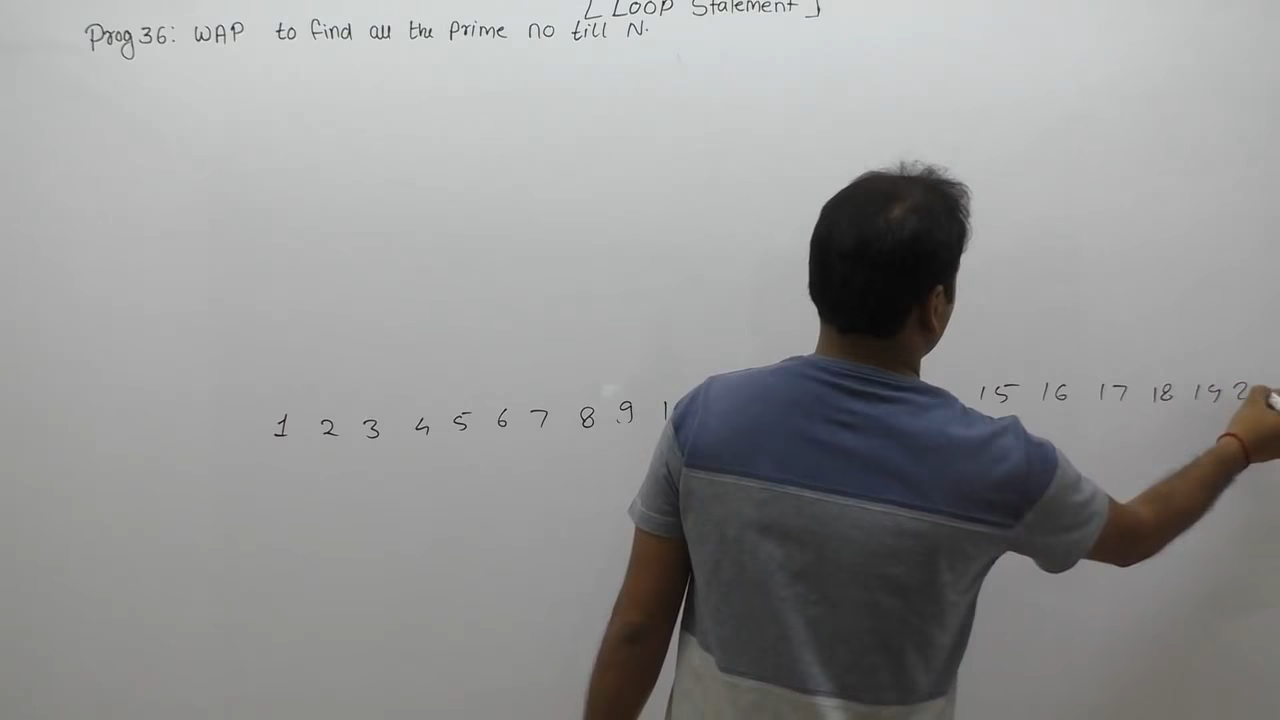 [ Loop Statement ]
Prog 36: WAP to find all the prime no till N.
1 2 3 4 5 6 7 8 9 1 15 16 17 18 19 2